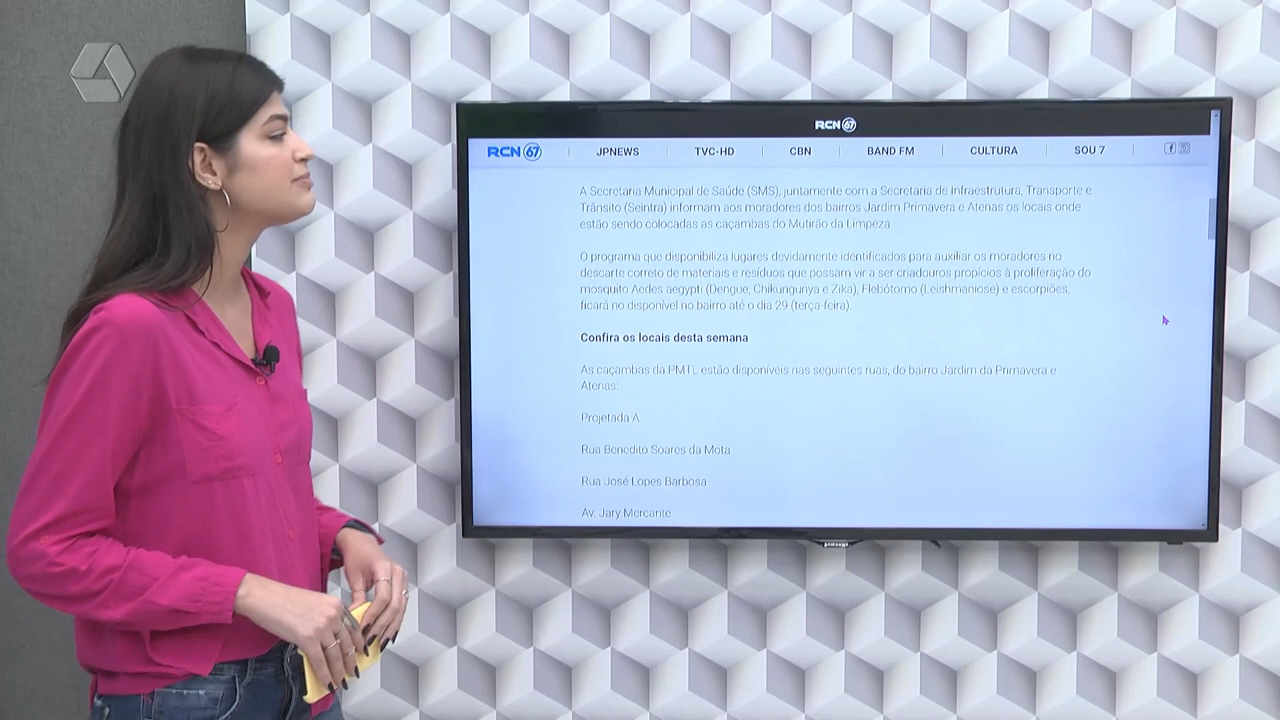 RCN 67
RCN 67
JPNEWS
TVC-HD
CBN
BAND FM
CULTURA
SOU 7
A Secretaria Municipal de Saúde (SMS), juntamente com a Secretaria de Infraestrutura, Transporte e
Trânsito (Seintra) informam aos moradores dos bairros Jardim Primavera e Atenas os locais onde
estão sendo colocadas as caçambas do Mutirão da Limpeza.
O programa que disponibiliza lugares devidamente identificados para auxiliar os moradores no
descarte correto de materiais e resíduos que possam vir a ser criadouros propícios à proliferação do
mosquito Aedes aegypti (Dengue, Chikungunya e Zika), Flebótomo (Leishmaniose) e escorpiões,
ficará no disponível no bairro até o dia 29 (terça-feira).
Confira os locais desta semana
As caçambas da PMTL estão disponíveis nas seguintes ruas, do bairro Jardim da Primavera e
Atenas:
Projetada A
Rua Benedito Soares da Mota
Rua José Lopes Barbosa
Av. Jary Mercante
SAMSUNG